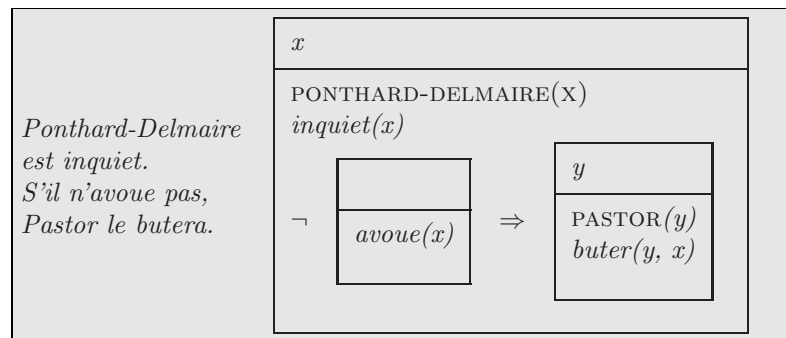 Ponthard-Delmaire
est inquiet.
S'il n'avoue pas,
Pastor le butera.
x
PONTHARD-DELMAIRE(X)
inquiet(x)
¬
avoue(x)
⇒
y
PASTOR(y)
buter(y, x)